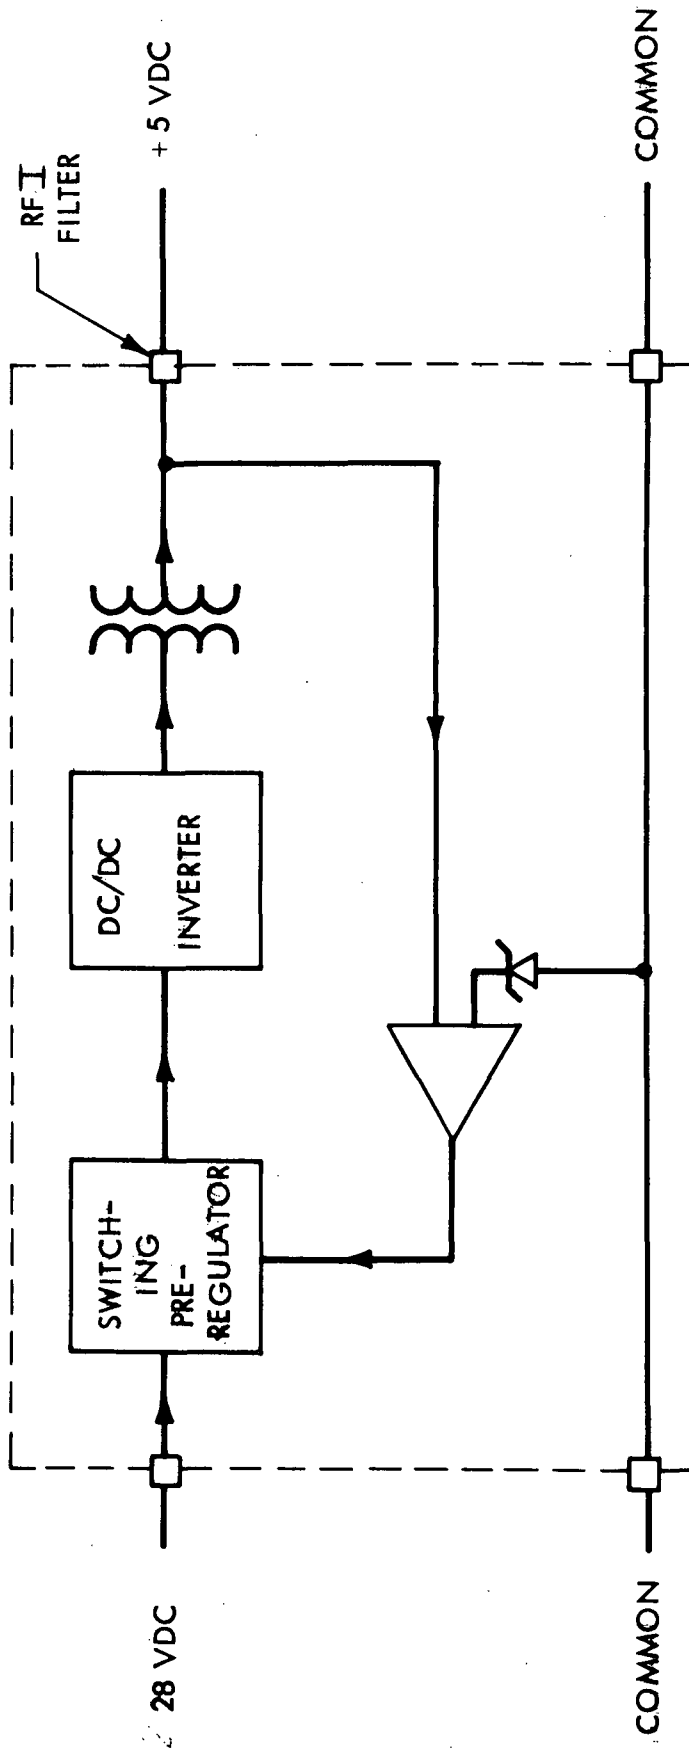 28 VDC
SWITCH-
ING
PRE-
REGULATOR
DC/DC
INVERTER
RFI
FILTER
+5 VDC
COMMON
COMMON